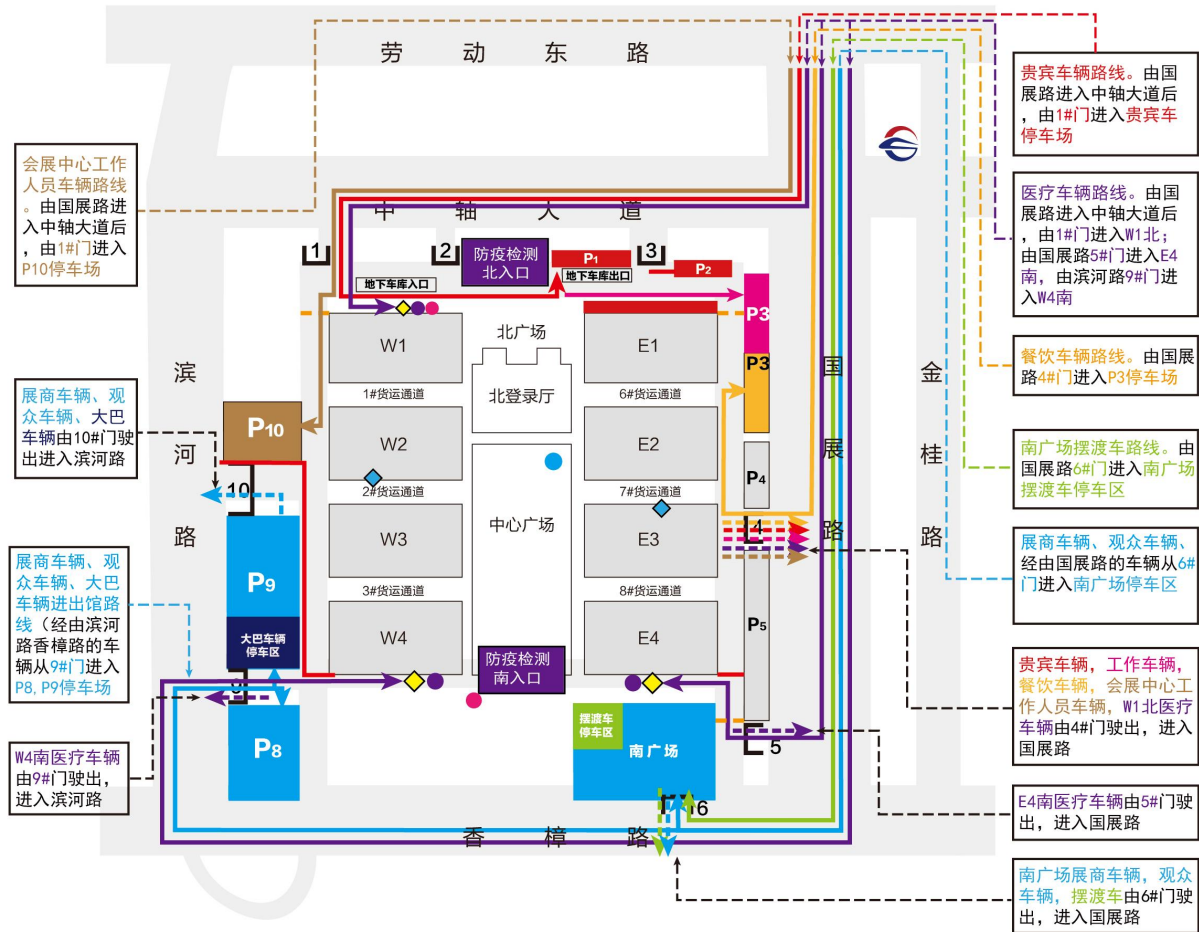 劳动东路
贵宾车辆路线。由国
展路进入中轴大道后
，由1#门进入贵宾车
停车场
会展中心工作
人员车辆路线
。由国展路进
入中轴大道后
，由1#门进入
P10停车场
医疗车辆路线。由国
展路进入中轴大道后
，由1#门进入W1北；
由国展路5#门进入E4
南，由滨河路9#门进
入W4南
中轴大道
1
2
防疫检测
北入口
P1
3
P2
地下车库入口
地下车库出口
P3
W1
北广场
E1
P3
餐饮车辆路线。由国展
路4#门进入P3停车场
滨河路
国展路
金桂路
1#货运通道
北登录厅
6#货运通道
展商车辆、观
众车辆、大巴
车辆由10#门驶
出进入滨河路
P10
W2
E2
南广场摆渡车路线。由
国展路6#门进入南广场
摆渡车停车区
P4
10
2#货运通道
7#货运通道
中心广场
4
W3
E3
展商车辆、观众车辆、
经由国展路的车辆从6#
门进入南广场停车区
展商车辆、观
众车辆、大巴
车辆进出馆路
线（经由滨河
路香樟路的车
辆从9#门进入
P8,P9停车场
P9
3#货运通道
8#货运通道
大巴车辆
停车区
W4
E4
P5
防疫检测
南入口
贵宾车辆，工作车辆，
餐饮车辆，会展中心工
作人员车辆，W1北医疗
车辆由4#门驶出，进入
国展路
9
W4南医疗车辆
由9#门驶出，
进入滨河路
P8
摆渡车
停车区
南广场
5
E4南医疗车辆由5#门驶
出，进入国展路
6
香樟路
南广场展商车辆，观众
车辆，摆渡车由6#门驶
出，进入国展路